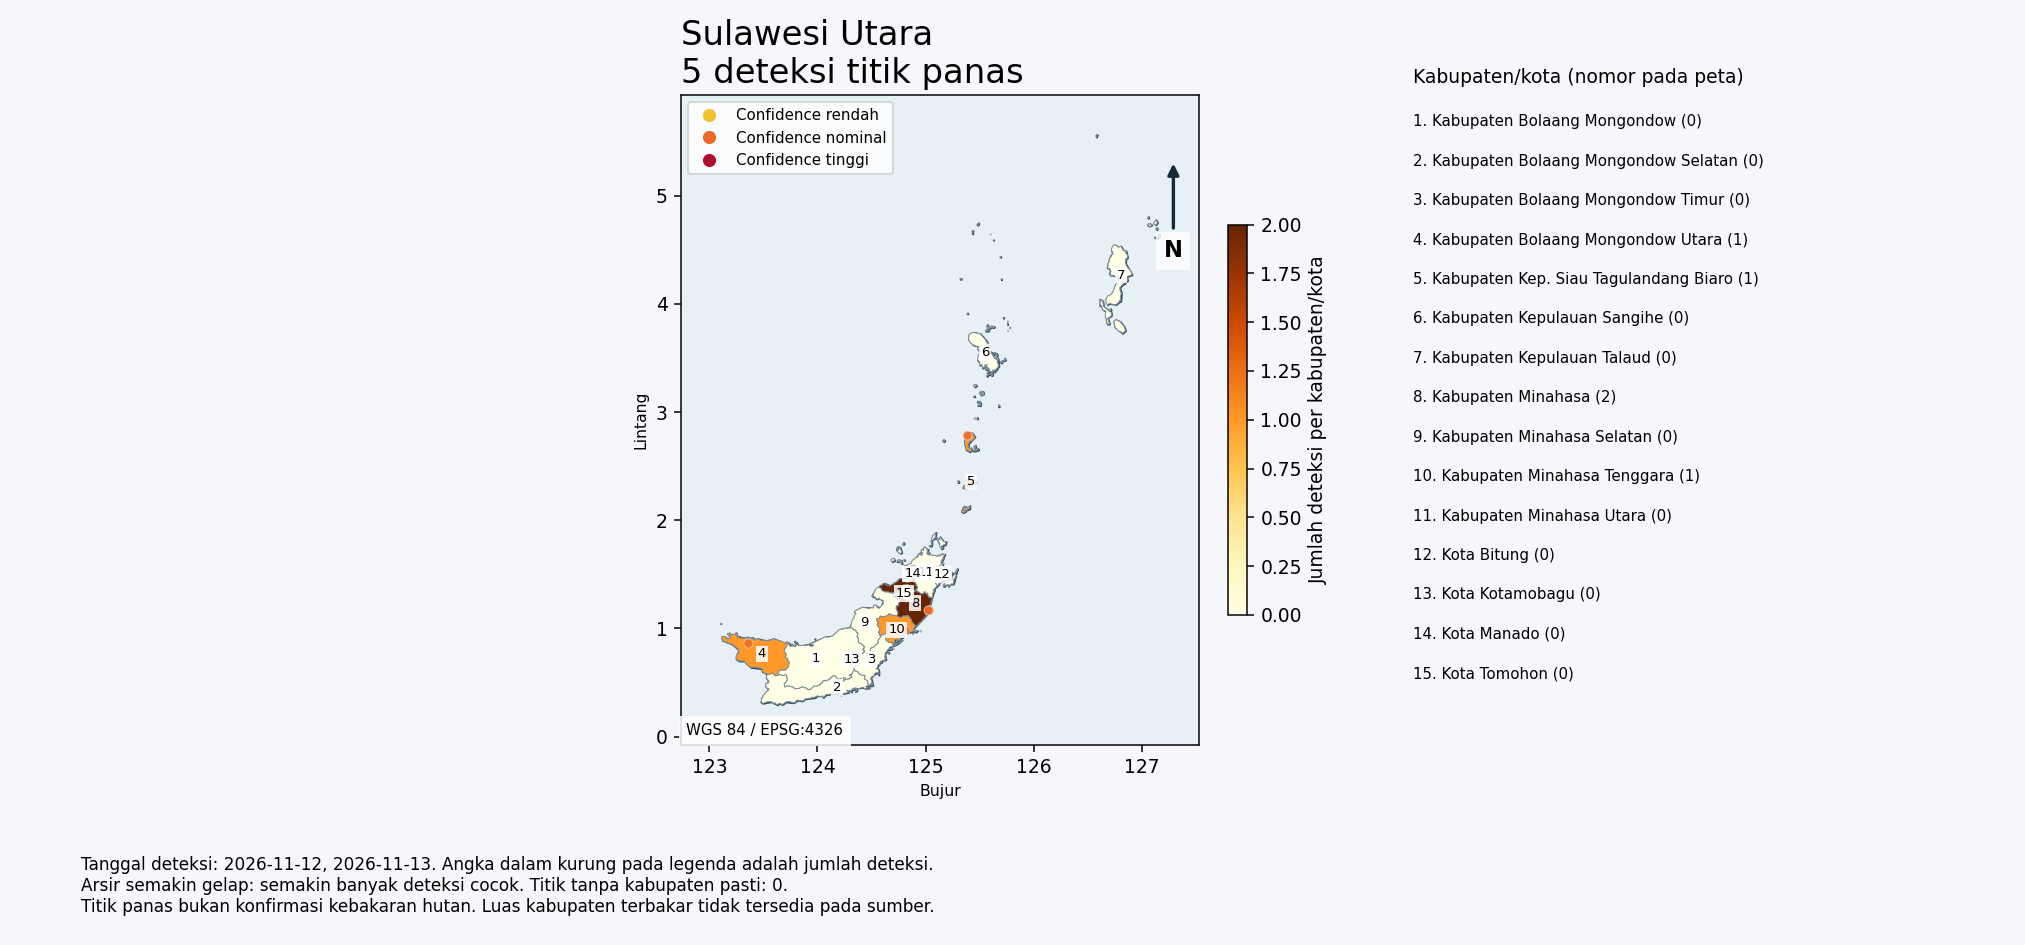 Sulawesi Utara
5 deteksi titik panas
Confidence rendah
Confidence nominal
Confidence tinggi
N
5
4
3
2
1
0
Lintang
7
6
5
14
11
12
15
8
9
10
4
1
13
3
2
WGS 84 / EPSG:4326
123
124
125
126
127
Bujur
2.00
1.75
1.50
1.25
1.00
0.75
0.50
0.25
0.00
Jumlah deteksi per kabupaten/kota
Kabupaten/kota (nomor pada peta)
1. Kabupaten Bolaang Mongondow (0)
2. Kabupaten Bolaang Mongondow Selatan (0)
3. Kabupaten Bolaang Mongondow Timur (0)
4. Kabupaten Bolaang Mongondow Utara (1)
5. Kabupaten Kep. Siau Tagulandang Biaro (1)
6. Kabupaten Kepulauan Sangihe (0)
7. Kabupaten Kepulauan Talaud (0)
8. Kabupaten Minahasa (2)
9. Kabupaten Minahasa Selatan (0)
10. Kabupaten Minahasa Tenggara (1)
11. Kabupaten Minahasa Utara (0)
12. Kota Bitung (0)
13. Kota Kotamobagu (0)
14. Kota Manado (0)
15. Kota Tomohon (0)
Tanggal deteksi: 2026-11-12, 2026-11-13. Angka dalam kurung pada legenda adalah jumlah deteksi.
Arsir semakin gelap: semakin banyak deteksi cocok. Titik tanpa kabupaten pasti: 0.
Titik panas bukan konfirmasi kebakaran hutan. Luas kabupaten terbakar tidak tersedia pada sumber.